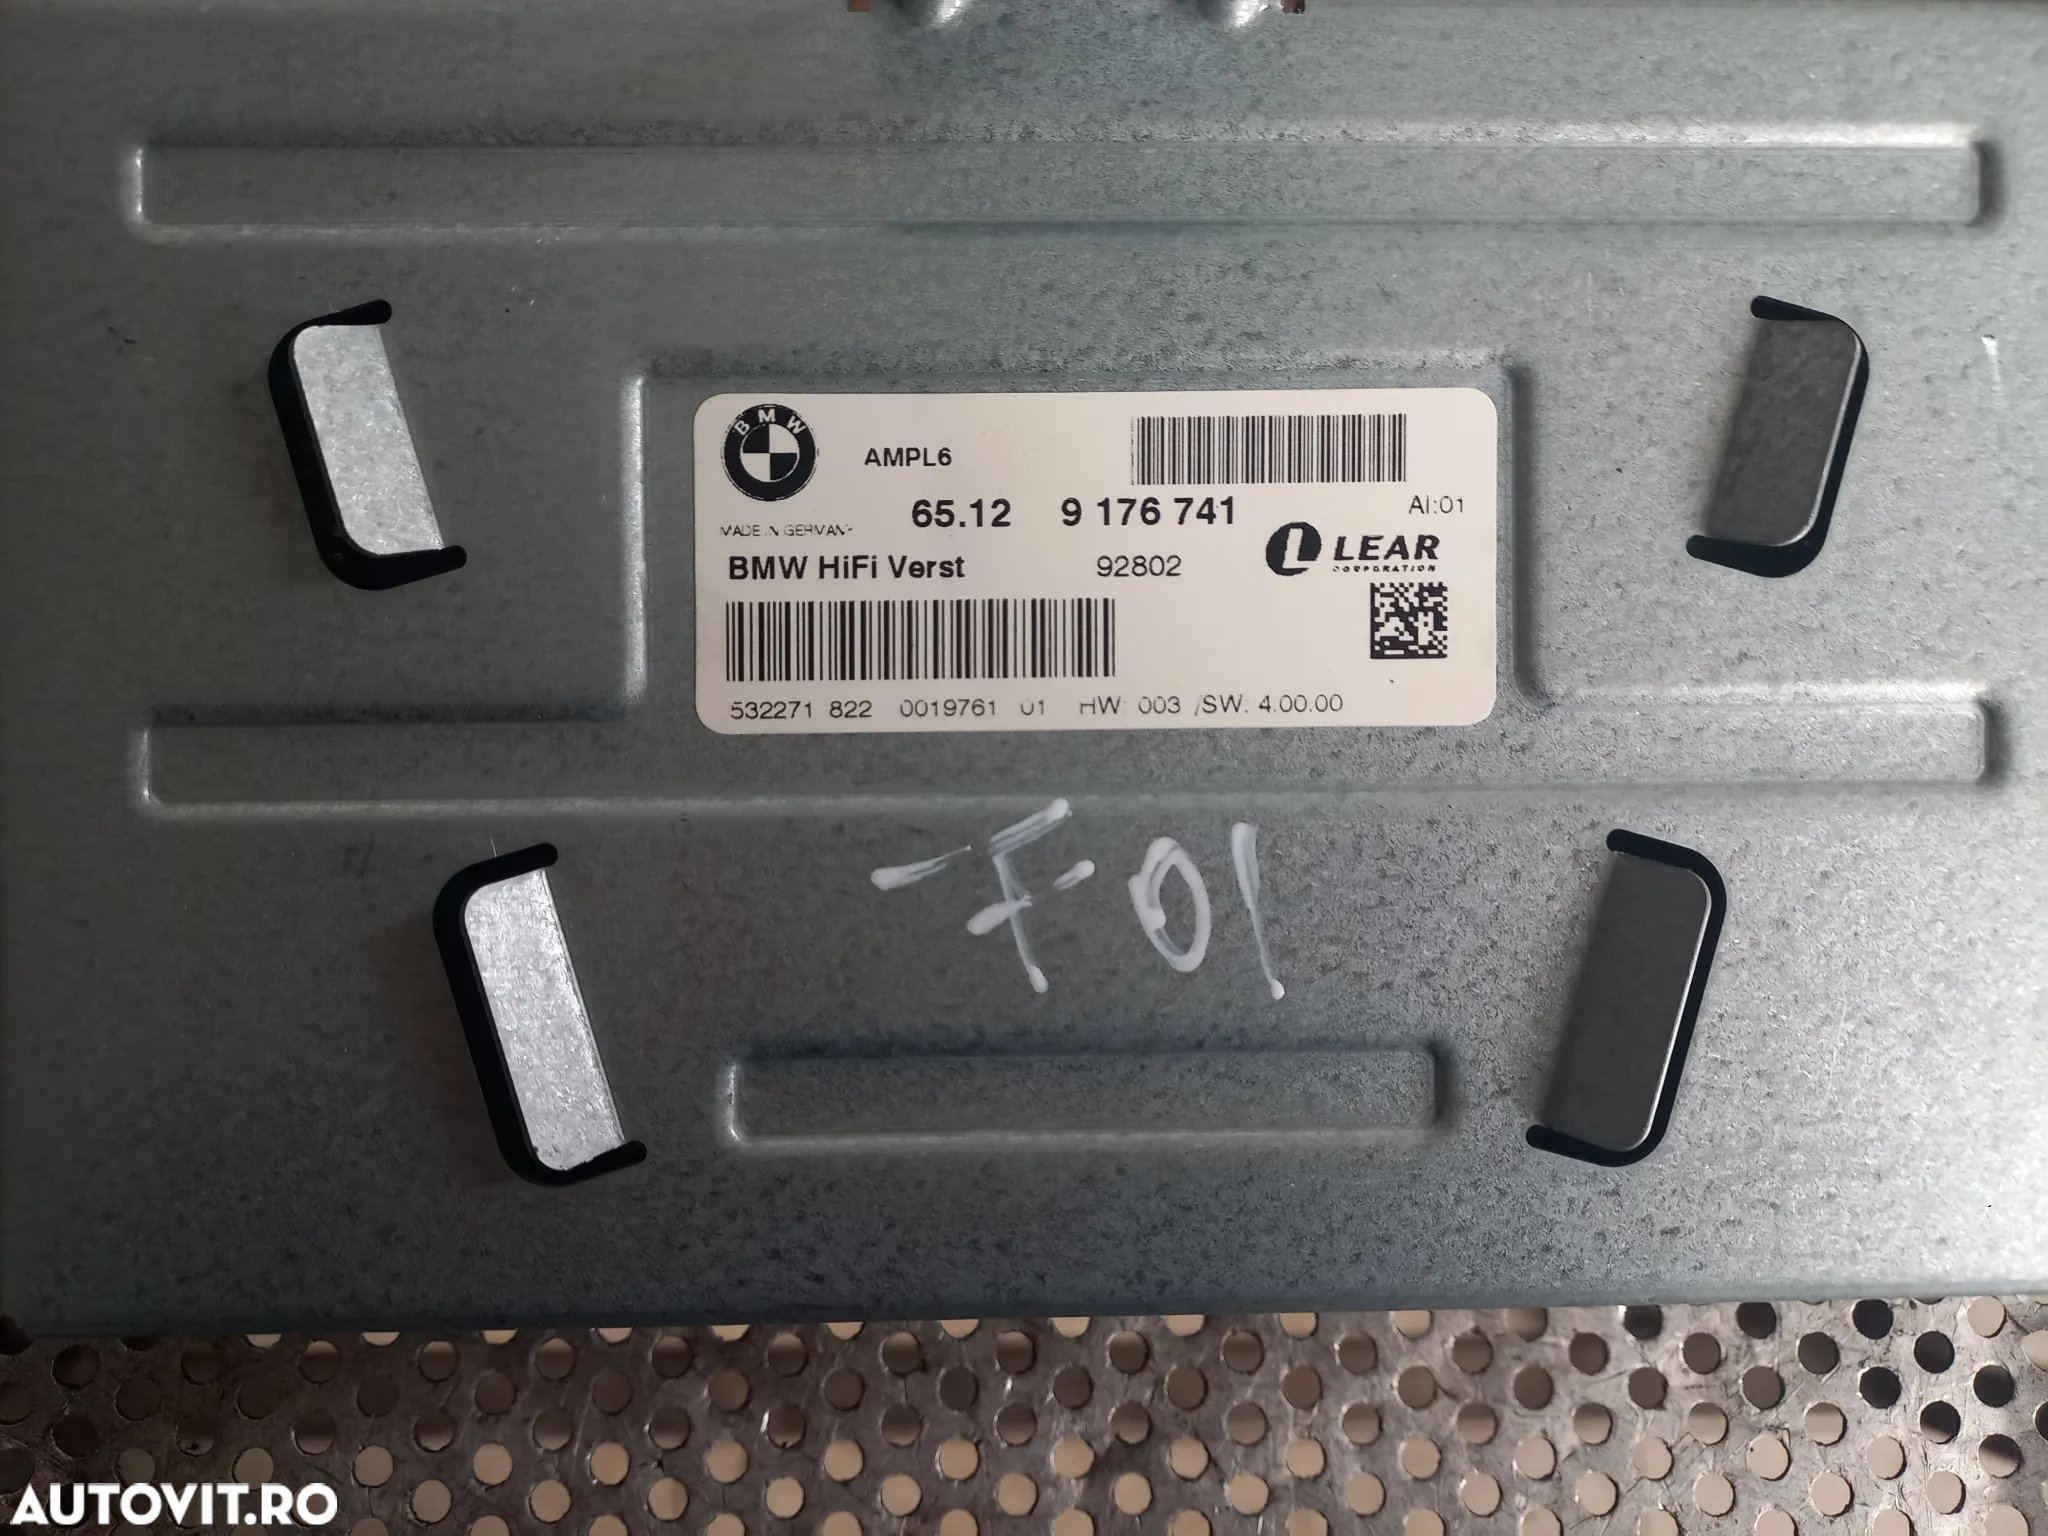 BMW
AMPL6
65.12 9 176 741
AI:01
MADE IN GERMANY
BMW HiFi Verst
92802
LEAR
CORPORATION
532271 822 0019761 01 HW: 003 /SW: 4.00.00
F01
AUTOVIT.RO